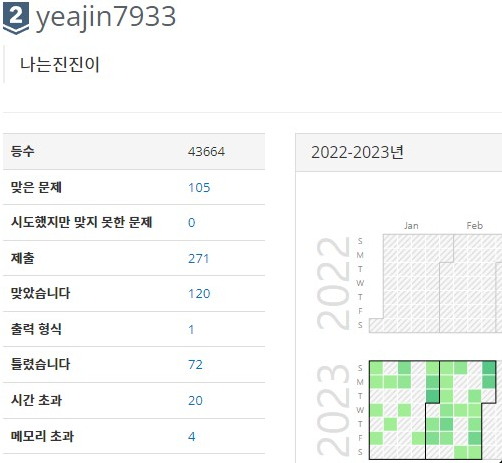 2 yeajin7933
나는진진이
등수 43664
맞은 문제 105
시도했지만 맞지 못한 문제 0
제출 271
맞았습니다 120
출력 형식 1
틀렸습니다 72
시간 초과 20
메모리 초과 4
2022-2023년
Jan Feb
2022
S
M
T
W
T
F
S
2023
S
M
T
W
T
F
S